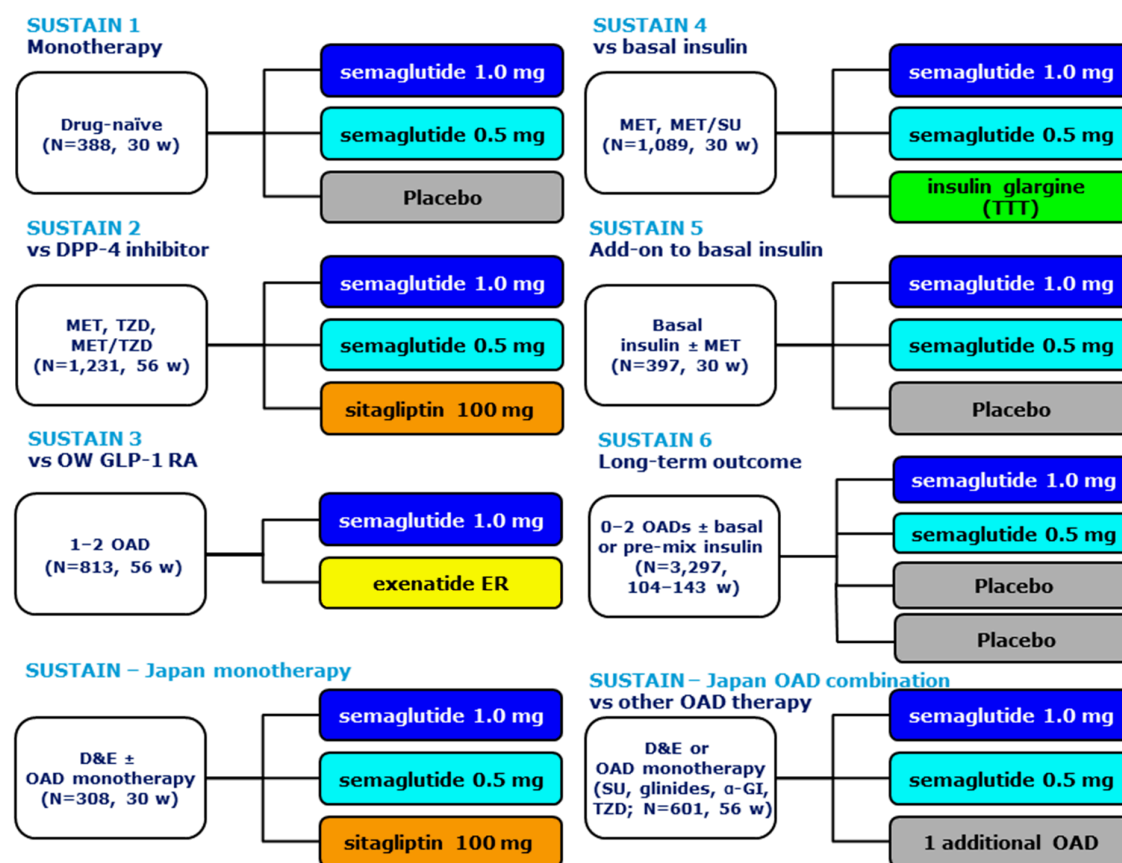 SUSTAIN 1
Monotherapy
Drug-naïve
(N=388, 30 w)
semaglutide 1.0 mg
semaglutide 0.5 mg
Placebo
SUSTAIN 2
vs DPP-4 inhibitor
MET, TZD,
MET/TZD
(N=1,231, 56 w)
semaglutide 1.0 mg
semaglutide 0.5 mg
sitagliptin 100 mg
SUSTAIN 3
vs OW GLP-1 RA
1–2 OAD
(N=813, 56 w)
semaglutide 1.0 mg
exenatide ER
SUSTAIN – Japan monotherapy
D&E ±
OAD monotherapy
(N=308, 30 w)
semaglutide 1.0 mg
semaglutide 0.5 mg
sitagliptin 100 mg
SUSTAIN 4
vs basal insulin
MET, MET/SU
(N=1,089, 30 w)
semaglutide 1.0 mg
semaglutide 0.5 mg
insulin glargine
(TTT)
SUSTAIN 5
Add-on to basal insulin
Basal
insulin ± MET
(N=397, 30 w)
semaglutide 1.0 mg
semaglutide 0.5 mg
Placebo
SUSTAIN 6
Long-term outcome
0–2 OADs ± basal
or pre-mix insulin
(N=3,297,
104–143 w)
semaglutide 1.0 mg
semaglutide 0.5 mg
Placebo
Placebo
SUSTAIN – Japan OAD combination
vs other OAD therapy
D&E or
OAD monotherapy
(SU, glinides, α-GI,
TZD; N=601, 56 w)
semaglutide 1.0 mg
semaglutide 0.5 mg
1 additional OAD